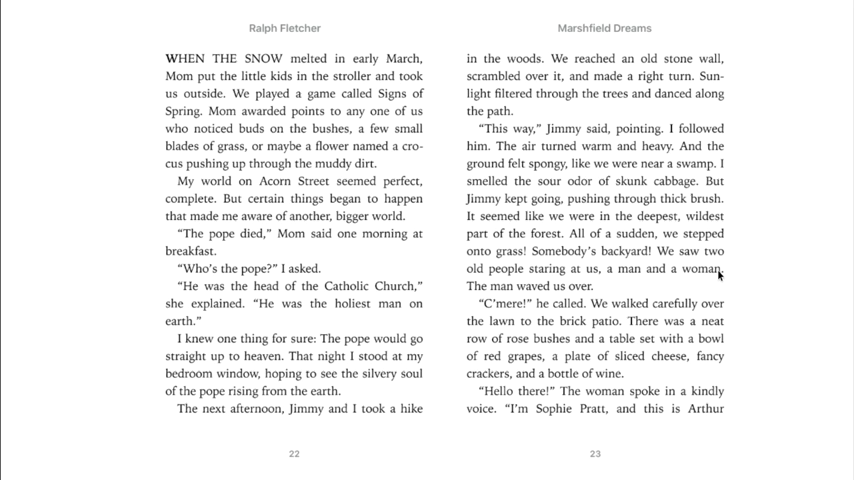 Ralph Fletcher
WHEN THE SNOW melted in early March,
Mom put the little kids in the stroller and took
us outside. We played a game called Signs of
Spring. Mom awarded points to any one of us
who noticed buds on the bushes, a few small
blades of grass, or maybe a flower named a cro-
cus pushing up through the muddy dirt.
My world on Acorn Street seemed perfect,
complete. But certain things began to happen
that made me aware of another, bigger world.
“The pope died,” Mom said one morning at
breakfast.
“Who’s the pope?” I asked.
“He was the head of the Catholic Church,”
she explained. “He was the holiest man on
earth.”
I knew one thing for sure: The pope would go
straight up to heaven. That night I stood at my
bedroom window, hoping to see the silvery soul
of the pope rising from the earth.
The next afternoon, Jimmy and I took a hike
22
Marshfield Dreams
in the woods. We reached an old stone wall,
scrambled over it, and made a right turn. Sun-
light filtered through the trees and danced along
the path.
“This way,” Jimmy said, pointing. I followed
him. The air turned warm and heavy. And the
ground felt spongy, like we were near a swamp. I
smelled the sour odor of skunk cabbage. But
Jimmy kept going, pushing through thick brush.
It seemed like we were in the deepest, wildest
part of the forest. All of a sudden, we stepped
onto grass! Somebody’s backyard! We saw two
old people staring at us, a man and a woman.
The man waved us over.
“C’mere!” he called. We walked carefully over
the lawn to the brick patio. There was a neat
row of rose bushes and a table set with a bowl
of red grapes, a plate of sliced cheese, fancy
crackers, and a bottle of wine.
“Hello there!” The woman spoke in a kindly
voice. “I’m Sophie Pratt, and this is Arthur
23